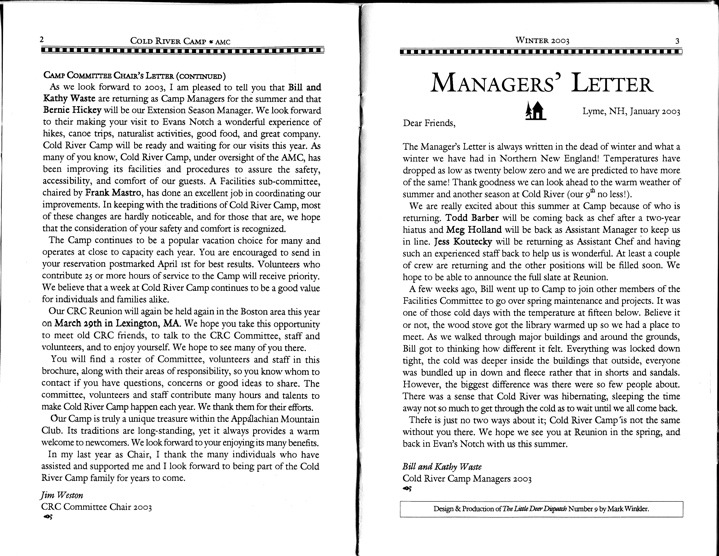 2
COLD RIVER CAMP • AMC
CAMP COMMITTEE CHAIR'S LETTER (CONTINUED)
As we look forward to 2003, I am pleased to tell you that Bill and
Kathy Waste are returning as Camp Managers for the summer and that
Bernie Hickey will be our Extension Season Manager. We look forward
to their making your visit to Evans Notch a wonderful experience of
hikes, canoe trips, naturalist activities, good food, and great company.
Cold River Camp will be ready and waiting for our visits this year. As
many of you know, Cold River Camp, under oversight of the AMC, has
been improving its facilities and procedures to assure the safety,
accessibility, and comfort of our guests. A Facilities sub-committee,
chaired by Frank Mastro, has done an excellent job in coordinating our
improvements. In keeping with the traditions of Cold River Camp, most
of these changes are hardly noticeable, and for those that are, we hope
that the consideration of your safety and comfort is recognized.
The Camp continues to be a popular vacation choice for many and
operates at close to capacity each year. You are encouraged to send in
your reservation postmarked April 1st for best results. Volunteers who
contribute 25 or more hours of service to the Camp will receive priority.
We believe that a week at Cold River Camp continues to be a good value
for individuals and families alike.
Our CRC Reunion will again be held again in the Boston area this year
on March 29th in Lexington, MA. We hope you take this opportunity
to meet old CRC friends, to talk to the CRC Committee, staff and
volunteers, and to enjoy yourself. We hope to see many of you there.
You will find a roster of Committee, volunteers and staff in this
brochure, along with their areas of responsibility, so you know whom to
contact if you have questions, concerns or good ideas to share. The
committee, volunteers and staff contribute many hours and talents to
make Cold River Camp happen each year. We thank them for their efforts.
Our Camp is truly a unique treasure within the Appalachian Mountain
Club. Its traditions are long-standing, yet it always provides a warm
welcome to newcomers. We look forward to your enjoying its many benefits.
In my last year as Chair, I thank the many individuals who have
assisted and supported me and I look forward to being part of the Cold
River Camp family for years to come.
Jim Weston
CRC Committee Chair 2003
WINTER 2003
3
MANAGERS' LETTER
Lyme, NH, January 2003
Dear Friends,
The Manager's Letter is always written in the dead of winter and what a
winter we have had in Northern New England! Temperatures have
dropped as low as twenty below zero and we are predicted to have more
of the same! Thank goodness we can look ahead to the warm weather of
summer and another season at Cold River (our 9th no less!).
We are really excited about this summer at Camp because of who is
returning. Todd Barber will be coming back as chef after a two-year
hiatus and Meg Holland will be back as Assistant Manager to keep us
in line. Jess Koutecky will be returning as Assistant Chef and having
such an experienced staff back to help us is wonderful. At least a couple
of crew are returning and the other positions will be filled soon. We
hope to be able to announce the full slate at Reunion.
A few weeks ago, Bill went up to Camp to join other members of the
Facilities Committee to go over spring maintenance and projects. It was
one of those cold days with the temperature at fifteen below. Believe it
or not, the wood stove got the library warmed up so we had a place to
meet. As we walked through major buildings and around the grounds,
Bill got to thinking how different it felt. Everything was locked down
tight, the cold was deeper inside the buildings that outside, everyone
was bundled up in down and fleece rather that in shorts and sandals.
However, the biggest difference was there were so few people about.
There was a sense that Cold River was hibernating, sleeping the time
away not so much to get through the cold as to wait until we all come back.
There is just no two ways about it; Cold River Camp is not the same
without you there. We hope we see you at Reunion in the spring, and
back in Evan's Notch with us this summer.
Bill and Kathy Waste
Cold River Camp Managers 2003
Design & Production of The Little Deer Dispatch Number 9 by Mark Winkler.